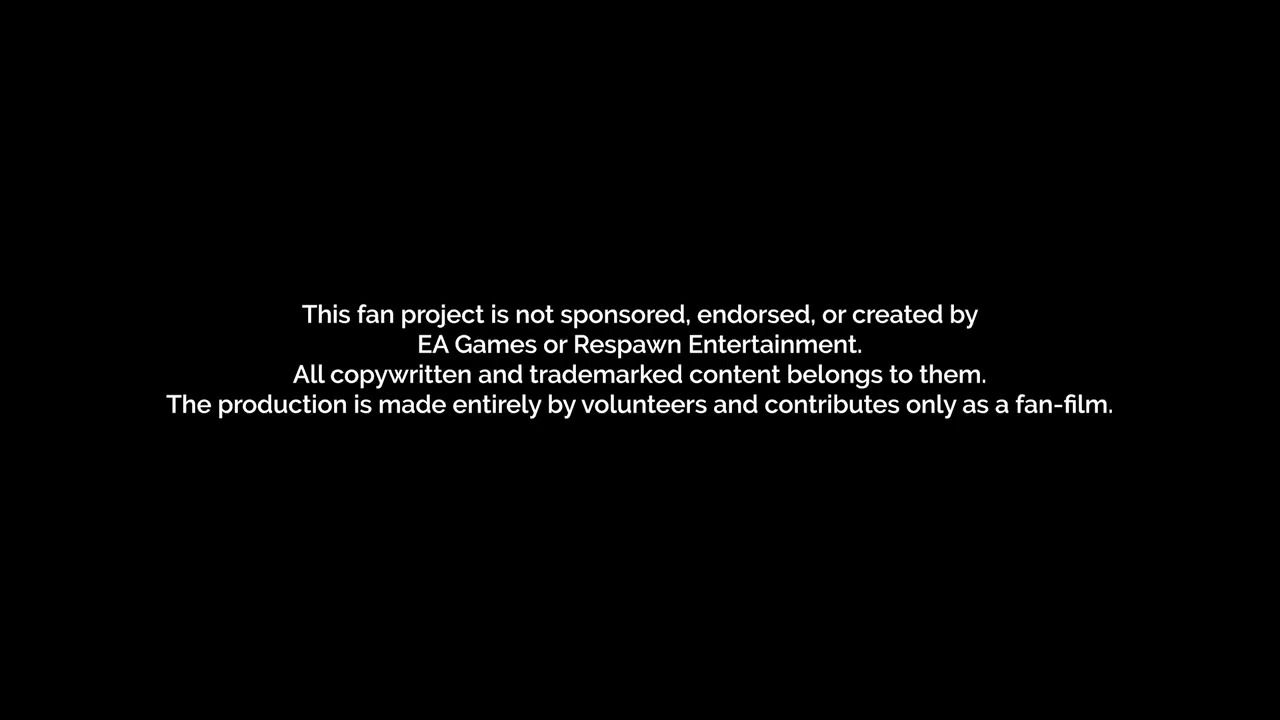 This fan project is not sponsored, endorsed, or created by
EA Games or Respawn Entertainment.
All copywritten and trademarked content belongs to them.
The production is made entirely by volunteers and contributes only as a fan-film.